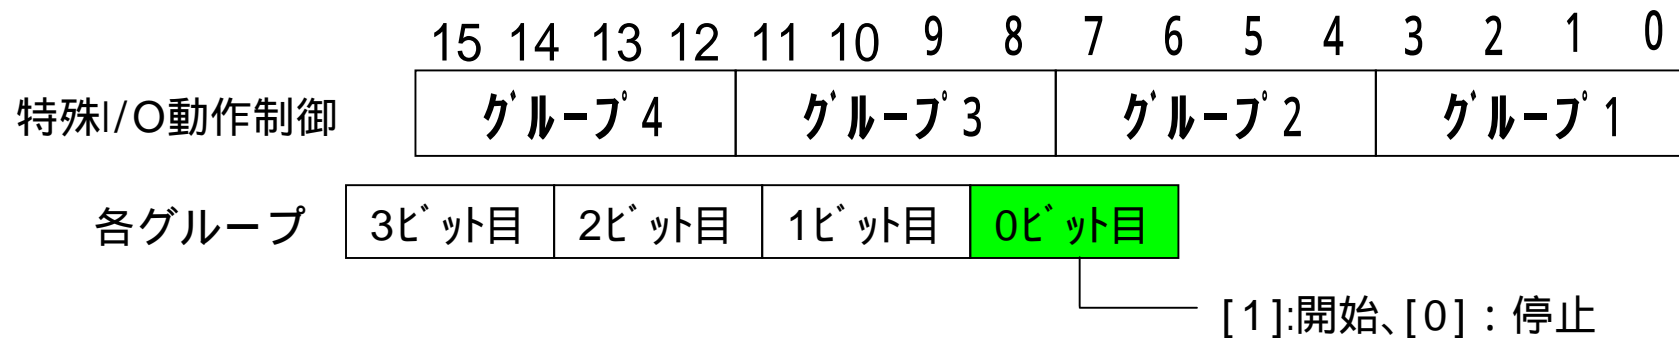 15 14 13 12 11 10 9 8 7 6 5 4 3 2 1 0
特殊I/O動作制御 ｸﾞﾙｰﾌﾟ4 ｸﾞﾙｰﾌﾟ3 ｸﾞﾙｰﾌﾟ2 ｸﾞﾙｰﾌﾟ1
各グループ 3ﾋﾞｯﾄ目 2ﾋﾞｯﾄ目 1ﾋﾞｯﾄ目 0ﾋﾞｯﾄ目
[1]:開始、[0]：停止